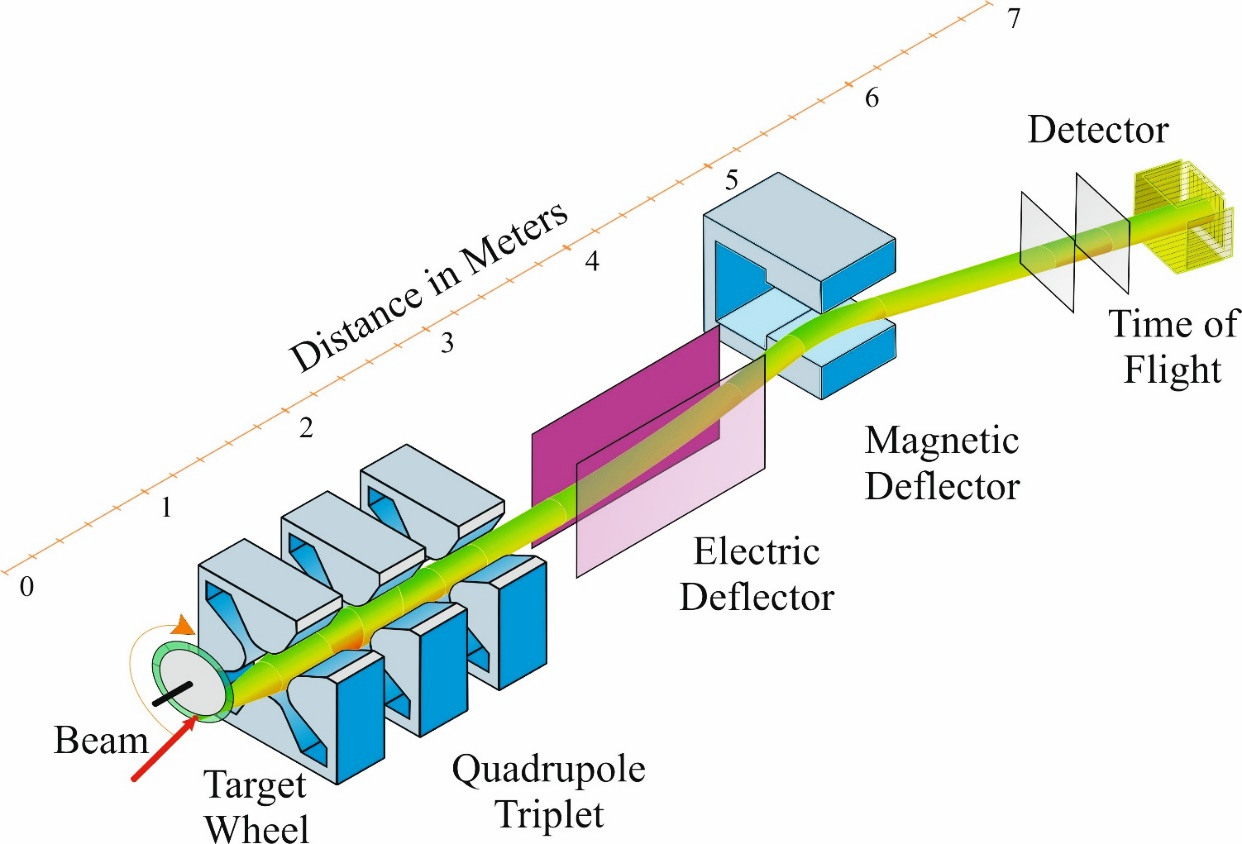 7
6
Detector
5
Distance in Meters
4
Time of
Flight
3
2
Magnetic
Deflector
1
Electric
Deflector
0
Beam
Quadrupole
Triplet
Target
Wheel